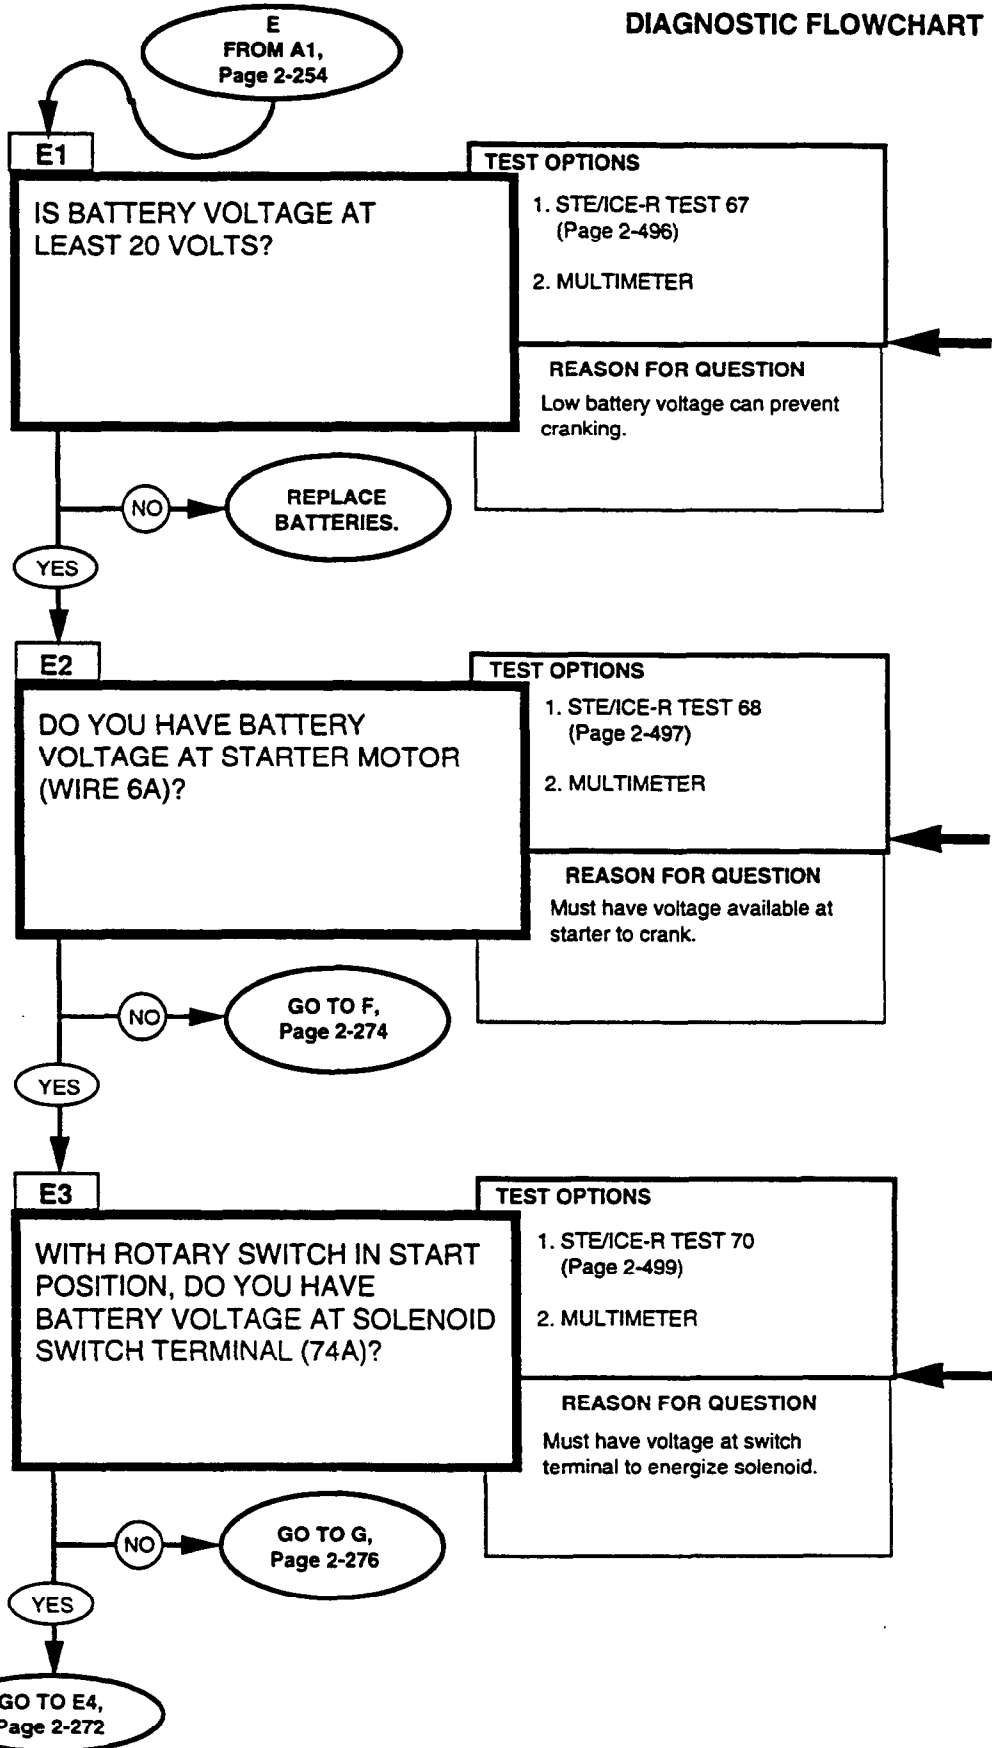 DIAGNOSTIC FLOWCHART
E
FROM A1,
Page 2-254
E1
IS BATTERY VOLTAGE AT
LEAST 20 VOLTS?
TEST OPTIONS
1. STE/ICE-R TEST 67
(Page 2-496)
2. MULTIMETER
REASON FOR QUESTION
Low battery voltage can prevent
cranking.
NO
REPLACE
BATTERIES.
YES
E2
DO YOU HAVE BATTERY
VOLTAGE AT STARTER MOTOR
(WIRE 6A)?
TEST OPTIONS
1. STE/ICE-R TEST 68
(Page 2-497)
2. MULTIMETER
REASON FOR QUESTION
Must have voltage available at
starter to crank.
NO
GO TO F,
Page 2-274
YES
E3
WITH ROTARY SWITCH IN START
POSITION, DO YOU HAVE
BATTERY VOLTAGE AT SOLENOID
SWITCH TERMINAL (74A)?
TEST OPTIONS
1. STE/ICE-R TEST 70
(Page 2-499)
2. MULTIMETER
REASON FOR QUESTION
Must have voltage at switch
terminal to energize solenoid.
NO
GO TO G,
Page 2-276
YES
GO TO E4,
Page 2-272